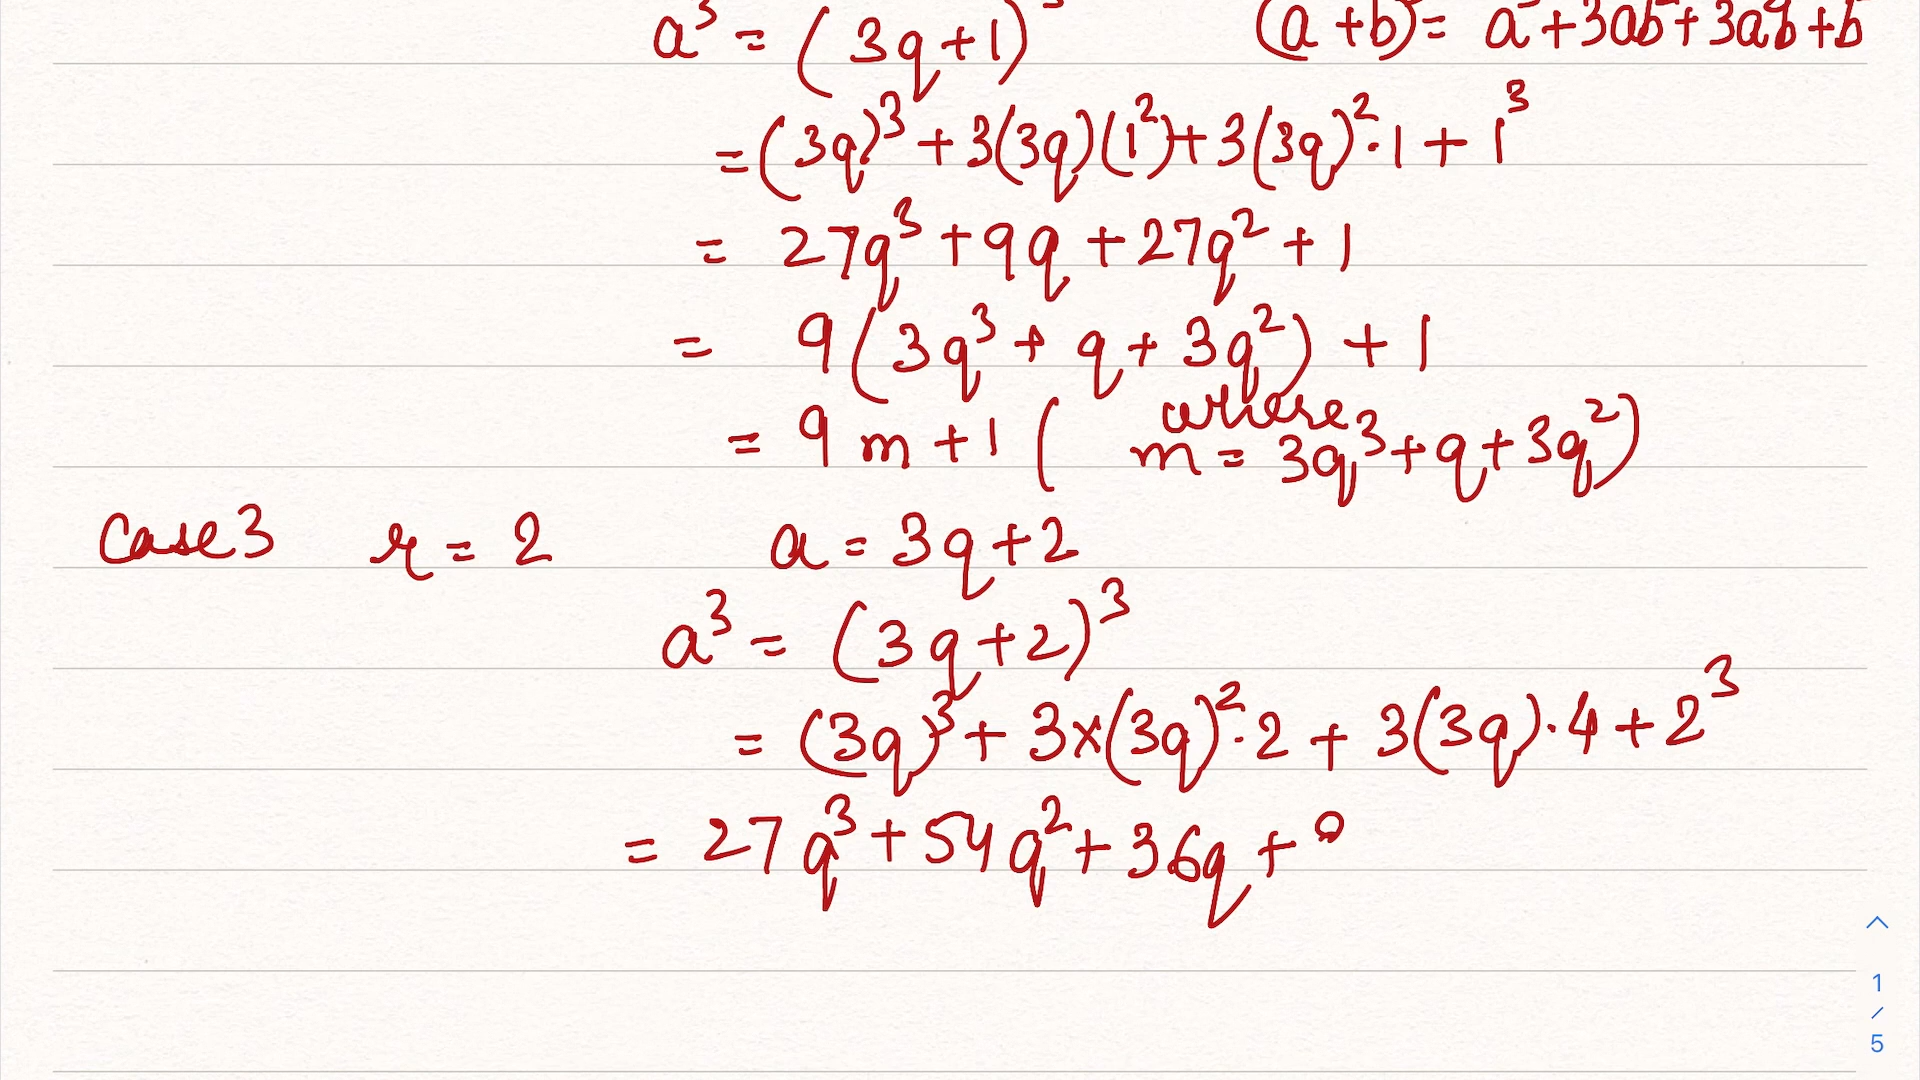 a³ = (3q+1)³ (a+b)³= a³+3ab²+3a²b+b³
=(3q)³ + 3(3q)(1²)+ 3(3q)²·1 + 1³
= 27q³ + 9q + 27q² + 1
= 9(3q³ + q + 3q²) + 1
= 9m+1 ( where m = 3q³+q+3q²)
Case 3 r = 2 a = 3q+2
a³ = (3q+2)³
= (3q)³ + 3×(3q)²·2 + 3(3q)·4 + 2³
= 27q³ + 54q² + 36q +
1
/
5